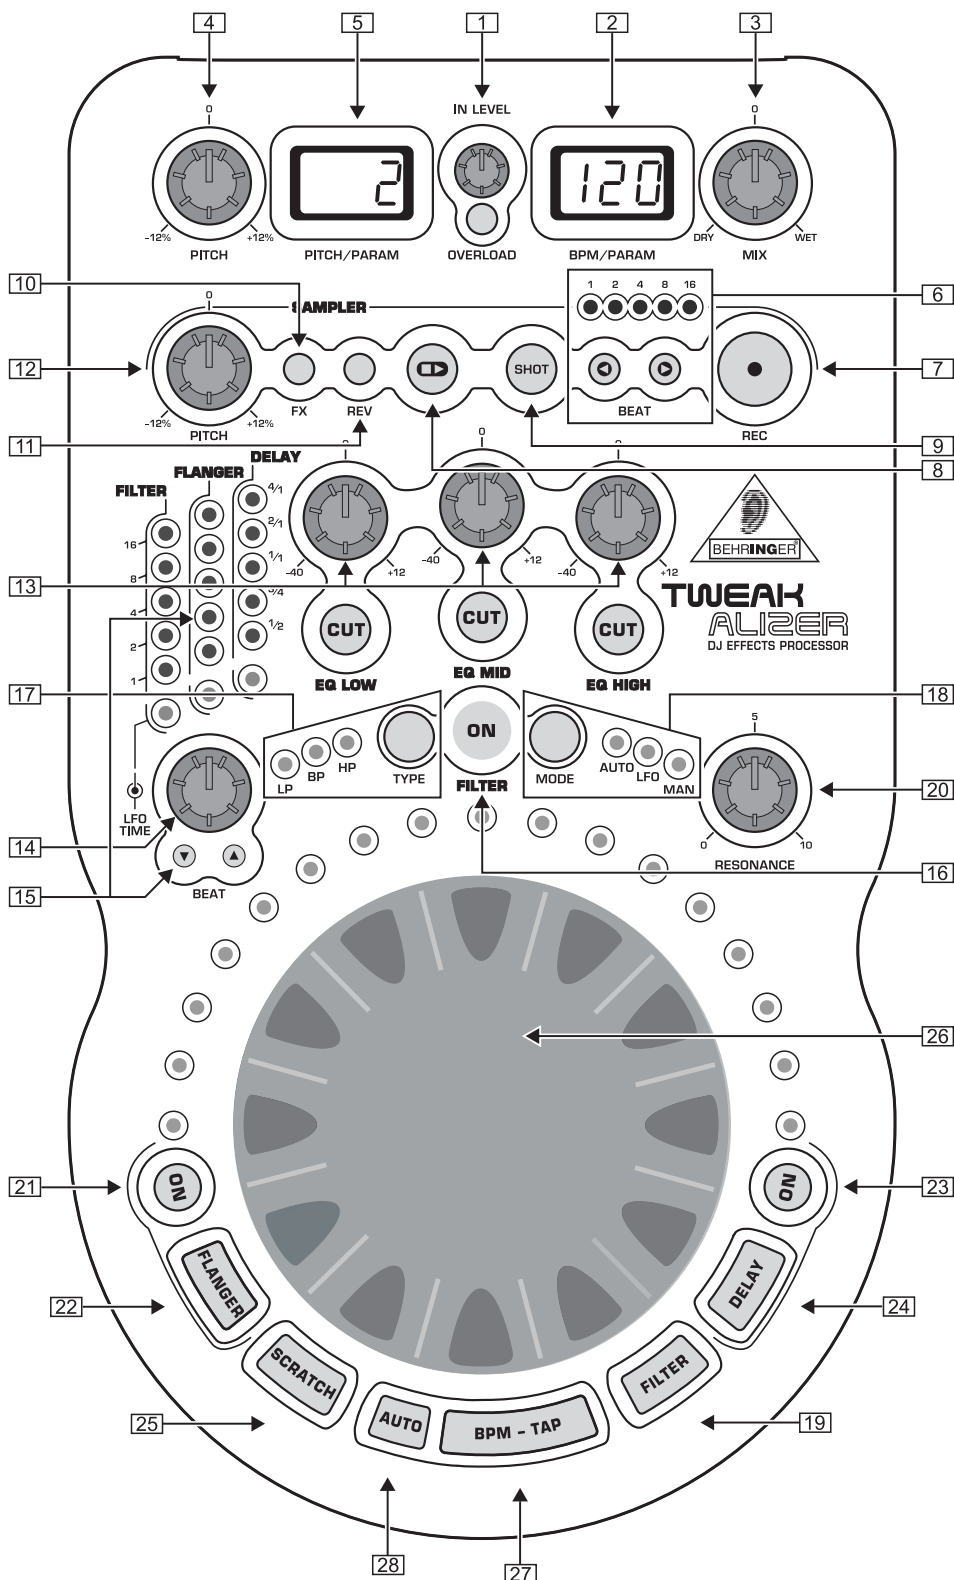 4 5 1 2 3
IN LEVEL
0 0
2 120
-12% +12% DRY WET
PITCH PITCH/PARAM OVERLOAD BPM/PARAM MIX
10
1 2 4 8 16
6
0
SAMPLER
12
SHOT
7
FX REV BEAT
-12% +12%
PITCH REC
11
9
8
0 0 0
DELAY
FLANGER
FILTER
4/1
2/1
1/1
3/4
1/2
16
8
4
2
1
-40 +12 -40 +12 -40 +12
13
BEHRINGER
TWEAK
ALIZER
DJ EFFECTS PROCESSOR
CUT CUT CUT
EQ LOW EQ MID EQ HIGH
15
17 18
ON
5
LP BP HP TYPE MODE AUTO LFO MAN
FILTER
20
LFO
TIME
14
0 10
RESONANCE
15
BEAT
16
26
21 ON ON 23
22 FLANGER DELAY 24
25 SCRATCH FILTER 19
AUTO BPM - TAP
28 27